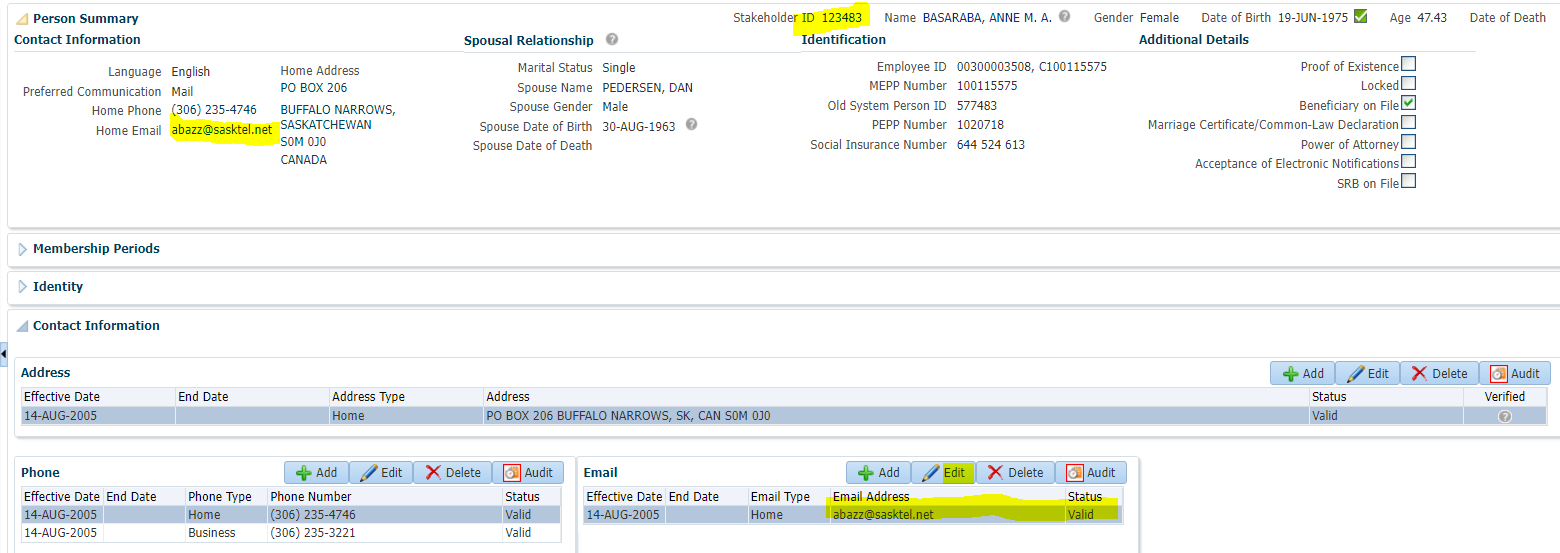 Person Summary
Stakeholder ID 123483 Name BASARABA, ANNE M. A. Gender Female Date of Birth 19-JUN-1975 Age 47.43 Date of Death
Contact Information
Language English
Preferred Communication Mail
Home Phone (306) 235-4746
Home Email abazz@sasktel.net
Home Address
PO BOX 206
BUFFALO NARROWS,
SASKATCHEWAN
S0M 0J0
CANADA
Spousal Relationship
Marital Status Single
Spouse Name PEDERSEN, DAN
Spouse Gender Male
Spouse Date of Birth 30-AUG-1963
Spouse Date of Death
Identification
Employee ID 00300003508, C100115575
MEPP Number 100115575
Old System Person ID 577483
PEPP Number 1020718
Social Insurance Number 644 524 613
Additional Details
Proof of Existence
Locked
Beneficiary on File
Marriage Certificate/Common-Law Declaration
Power of Attorney
Acceptance of Electronic Notifications
SRB on File
Membership Periods
Identity
Contact Information
Address
Add Edit Delete Audit
Effective Date End Date Address Type Address Status Verified
14-AUG-2005 Home PO BOX 206 BUFFALO NARROWS, SK, CAN S0M 0J0 Valid
Phone
Add Edit Delete Audit
Effective Date End Date Phone Type Phone Number Status
14-AUG-2005 Home (306) 235-4746 Valid
14-AUG-2005 Business (306) 235-3221 Valid
Email
Add Edit Delete Audit
Effective Date End Date Email Type Email Address Status
14-AUG-2005 Home abazz@sasktel.net Valid